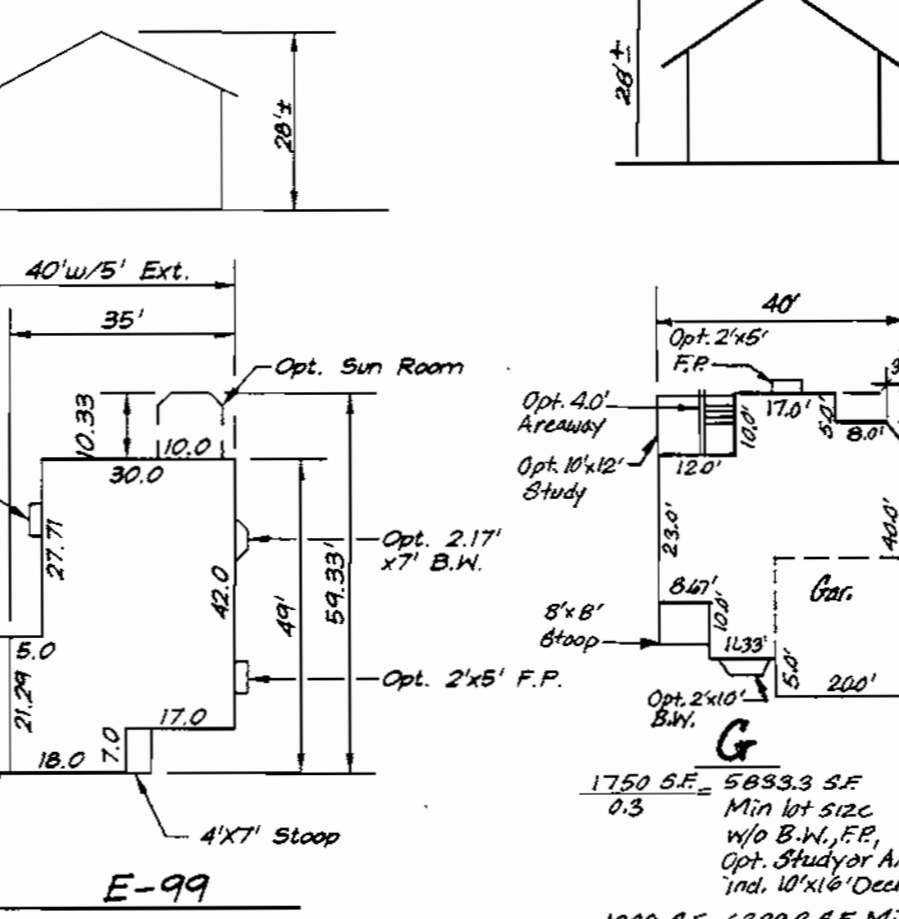 28'±
28'±
40'w/5' Ext.
35'
Opt. Sun Room
10.33
10.0
30.0
27.71
Opt. 2.17'
x7' B.W.
42.0
49'
59.33'
5.0
21.29
Opt. 2'x5' F.P.
17.0
7.0
18.0
4'X7' Stoop
E-99
40'
Opt. 2'x5'
F.P.
Opt. 4.0'
Areaway
10.0'
17.0'
5.0'
8.0'
Opt. 10'x12'
Study
12.0'
23.0'
40.0'
Gar.
8.67'
10.0'
8'x8'
Stoop
11.33'
5.0'
20.0'
Opt. 2'x10'
B.W.
G
1750 S.F. = 5833.3 S.F.
0.3
Min lot size
w/o B.W., F.P.,
Opt. Study or
incl. 10'x16'